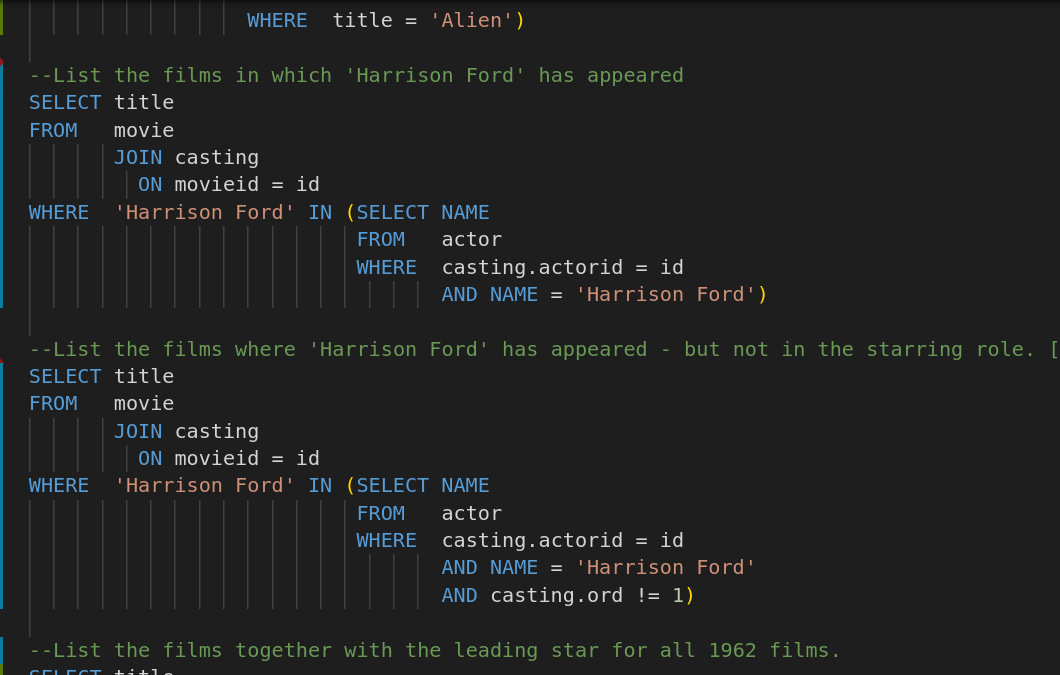 WHERE  title = 'Alien')
--List the films in which 'Harrison Ford' has appeared
SELECT title
FROM   movie
       JOIN casting
         ON movieid = id
WHERE  'Harrison Ford' IN (SELECT NAME
                           FROM   actor
                           WHERE  casting.actorid = id
                                  AND NAME = 'Harrison Ford')
--List the films where 'Harrison Ford' has appeared - but not in the starring role. [
SELECT title
FROM   movie
       JOIN casting
         ON movieid = id
WHERE  'Harrison Ford' IN (SELECT NAME
                           FROM   actor
                           WHERE  casting.actorid = id
                                  AND NAME = 'Harrison Ford'
                                  AND casting.ord != 1)
--List the films together with the leading star for all 1962 films.
SELECT title